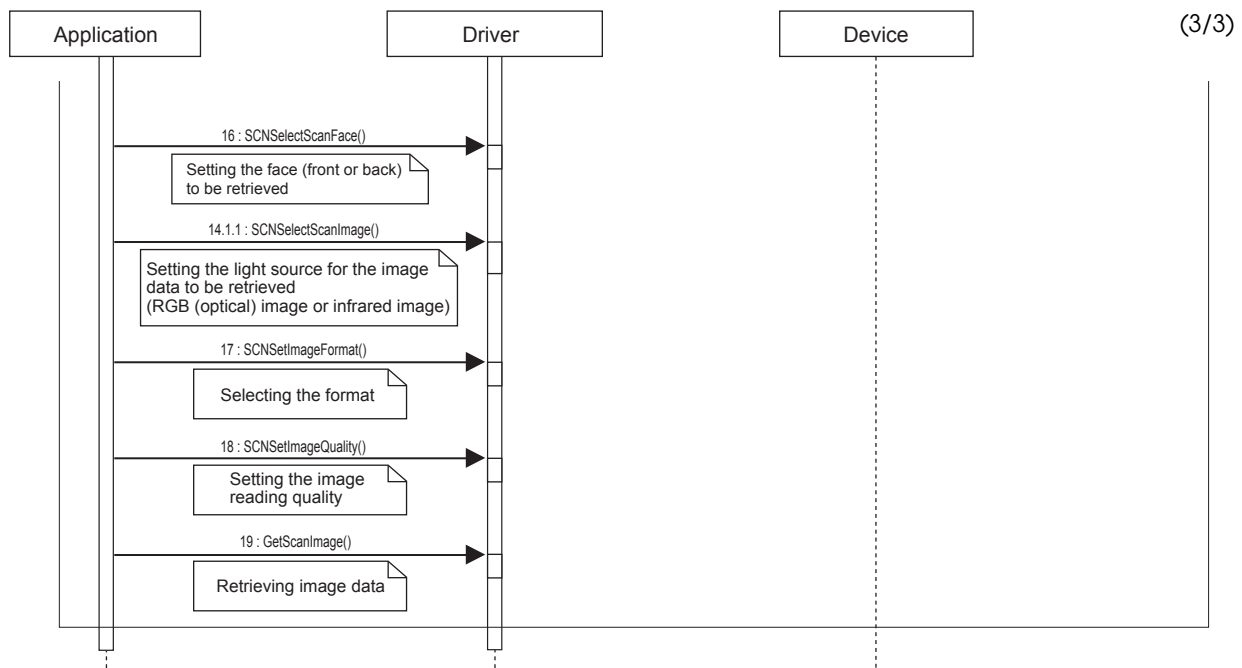 Application
Driver
Device
(3/3)
16 : SCNSelectScanFace()
Setting the face (front or back)
to be retrieved
14.1.1 : SCNSelectScanImage()
Setting the light source for the image
data to be retrieved
(RGB (optical) image or infrared image)
17 : SCNSetImageFormat()
Selecting the format
18 : SCNSetImageQuality()
Setting the image
reading quality
19 : GetScanImage()
Retrieving image data